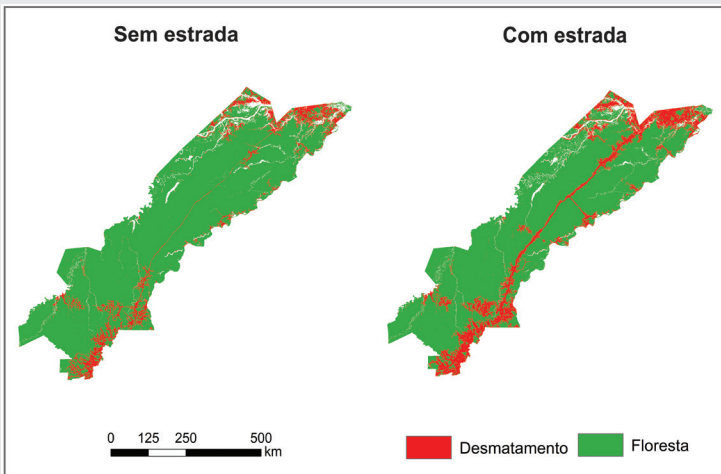 Sem estrada
Com estrada
0 125 250 500
km
Desmatamento
Floresta